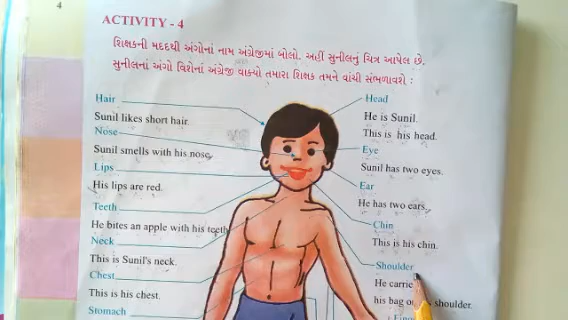 4
ACTIVITY - 4
શિક્ષકની મદદથી અંગોનાં નામ અંગ્રેજીમાં બોલો. અહીં સુનીલનું ચિત્ર આપેલ છે.
સુનીલનાં અંગો વિશેનાં અંગ્રેજી વાક્યો તમારા શિક્ષક તમને વાંચી સંભળાવશે :
Hair
Sunil likes short hair.
Nose
Sunil smells with his nose.
Lips
His lips are red.
Teeth
He bites an apple with his teeth
Neck
This is Sunil's neck.
Chest
This is his chest.
Stomach
Head
He is Sunil.
This is his head.
Eye
Sunil has two eyes.
Ear
He has two ears.
Chin
This is his chin.
Shoulder
He
his bag shoulder.